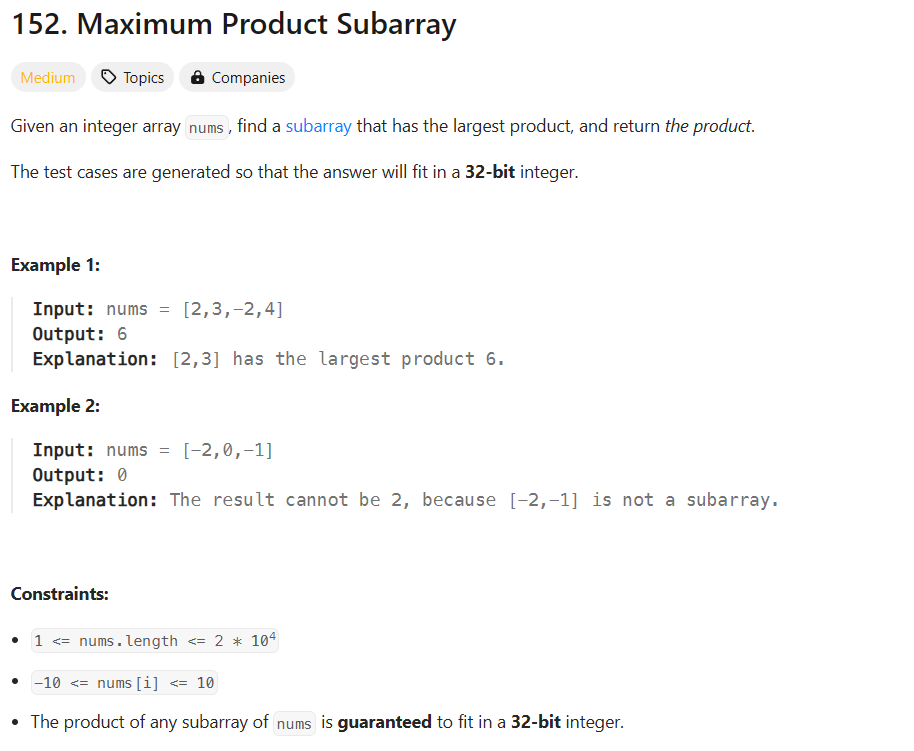 152. Maximum Product Subarray
Medium Topics Companies
Given an integer array nums, find a subarray that has the largest product, and return the product.
The test cases are generated so that the answer will fit in a 32-bit integer.
Example 1:
Input: nums = [2,3,-2,4]
Output: 6
Explanation: [2,3] has the largest product 6.
Example 2:
Input: nums = [-2,0,-1]
Output: 0
Explanation: The result cannot be 2, because [-2,-1] is not a subarray.
Constraints:
• 1 <= nums.length <= 2 * 10⁴
• -10 <= nums[i] <= 10
• The product of any subarray of nums is guaranteed to fit in a 32-bit integer.